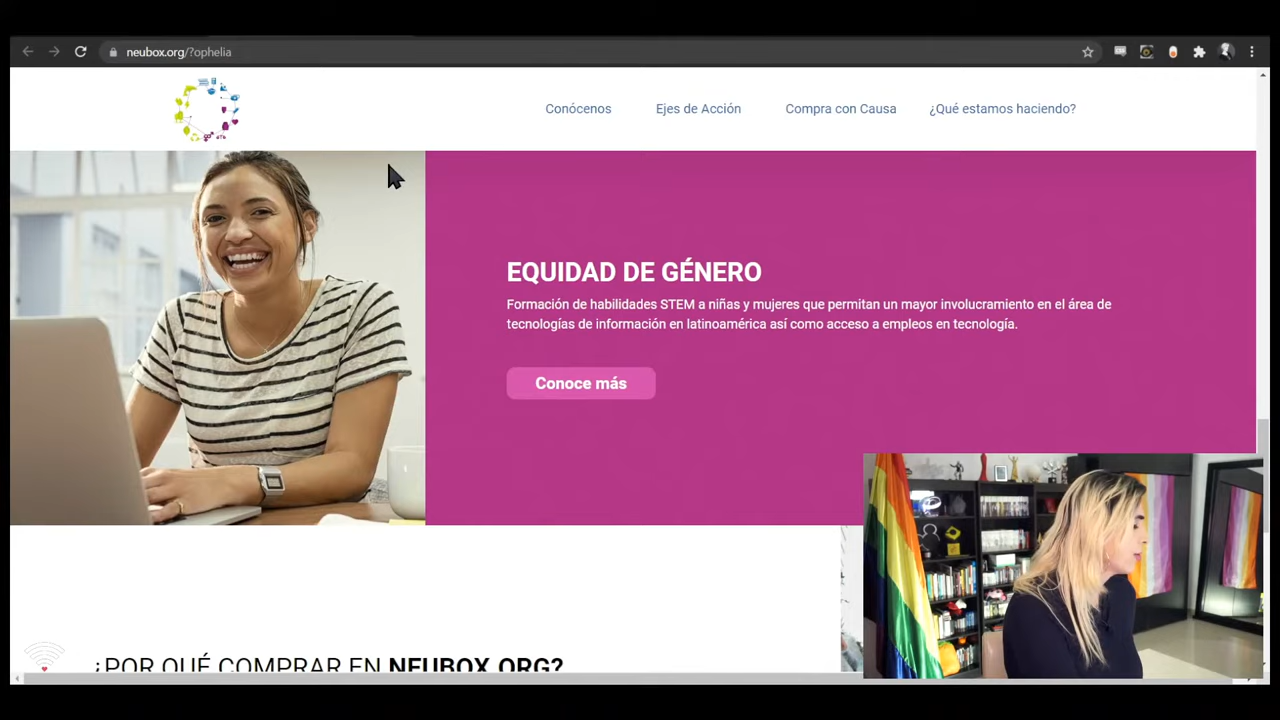 neubox.org/?ophelia
Conócenos Ejes de Acción Compra con Causa ¿Qué estamos haciendo?
EQUIDAD DE GÉNERO
Formación de habilidades STEM a niñas y mujeres que permitan un mayor involucramiento en el área de
tecnologías de información en latinoamérica así como acceso a empleos en tecnología.
Conoce más
¿POR QUÉ COMPRAR EN NEUBOX.ORG?